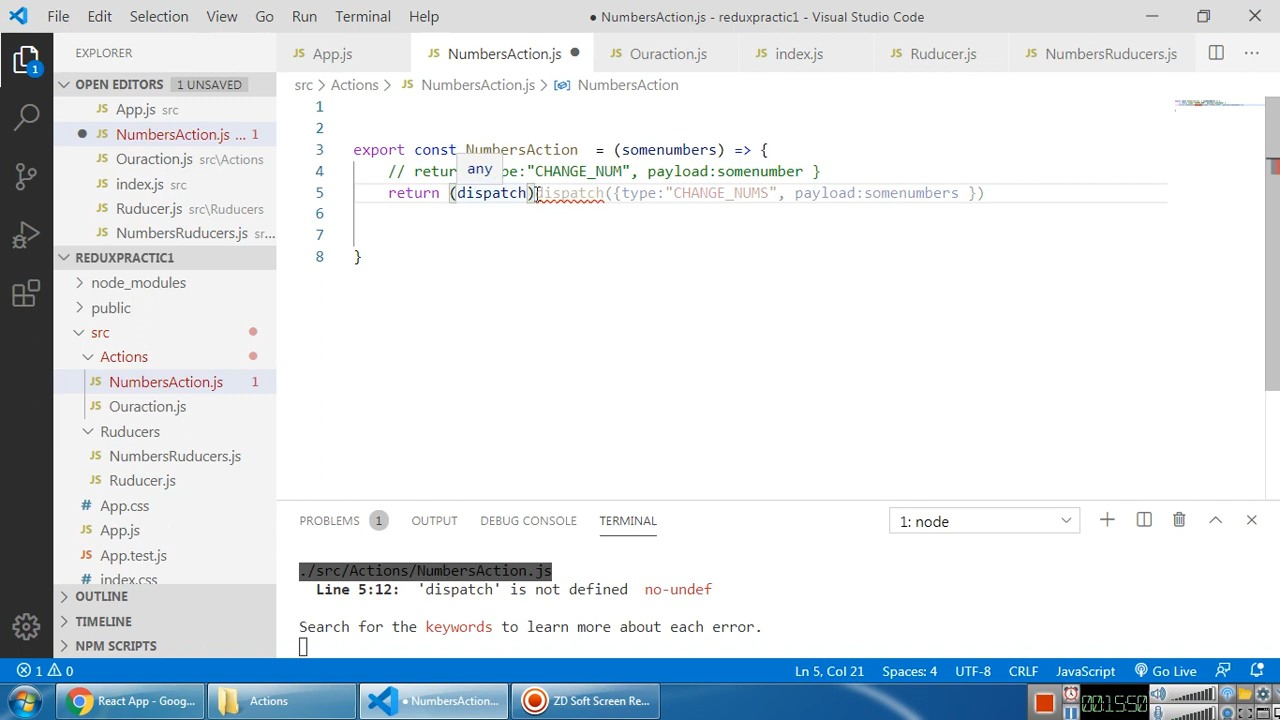 File Edit Selection View Go Run Terminal Help
● NumbersAction.js - reduxpractic1 - Visual Studio Code
EXPLORER
App.js
NumbersAction.js
Ouraction.js
index.js
Ruducer.js
NumbersRuducers.js
1
OPEN EDITORS 1 UNSAVED
App.js src
NumbersAction.js ... 1
Ouraction.js src\Actions
index.js src
Ruducer.js src\Ruducers
NumbersRuducers.js sr...
REDUXPRACTIC1
node_modules
public
src
Actions
NumbersAction.js 1
Ouraction.js
Ruducers
NumbersRuducers.js
Ruducer.js
App.css
App.js
App.test.js
index.css
OUTLINE
TIMELINE
NPM SCRIPTS
src > Actions > NumbersAction.js > NumbersAction
1
2
3 export const NumbersAction = (somenumbers) => {
any
4 // retur pe:"CHANGE_NUM", payload:somenumber }
5 return (dispatch)dispatch({type:"CHANGE_NUMS", payload:somenumbers })
6
7
8 }
PROBLEMS 1 OUTPUT DEBUG CONSOLE TERMINAL
1: node
./src/Actions/NumbersAction.js
Line 5:12: 'dispatch' is not defined no-undef
Search for the keywords to learn more about each error.
1 0
Ln 5, Col 21 Spaces: 4 UTF-8 CRLF JavaScript Go Live
React App - Goog...
Actions
● NumbersAction...
ZD Soft Screen Re...
00:15:50